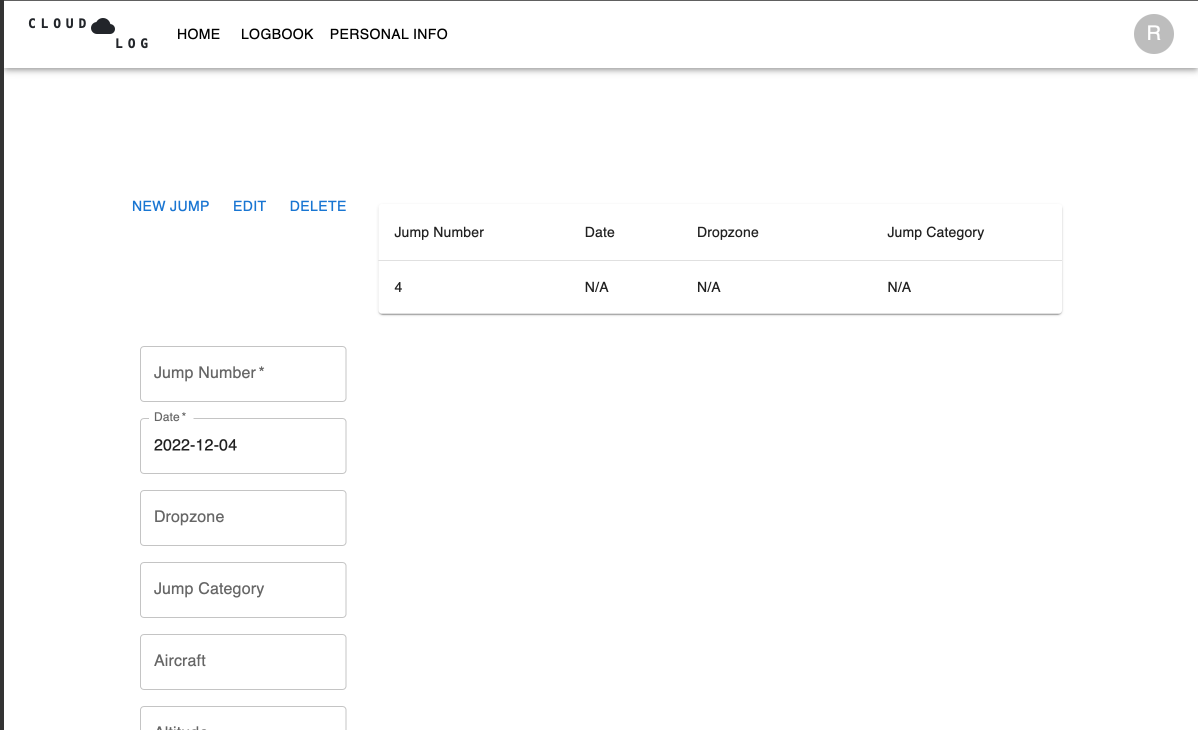 CLOUD
LOG
HOME LOGBOOK PERSONAL INFO
R
NEW JUMP EDIT DELETE
Jump Number Date Dropzone Jump Category
4 N/A N/A N/A
Jump Number *
Date *
2022-12-04
Dropzone
Jump Category
Aircraft
Altitude